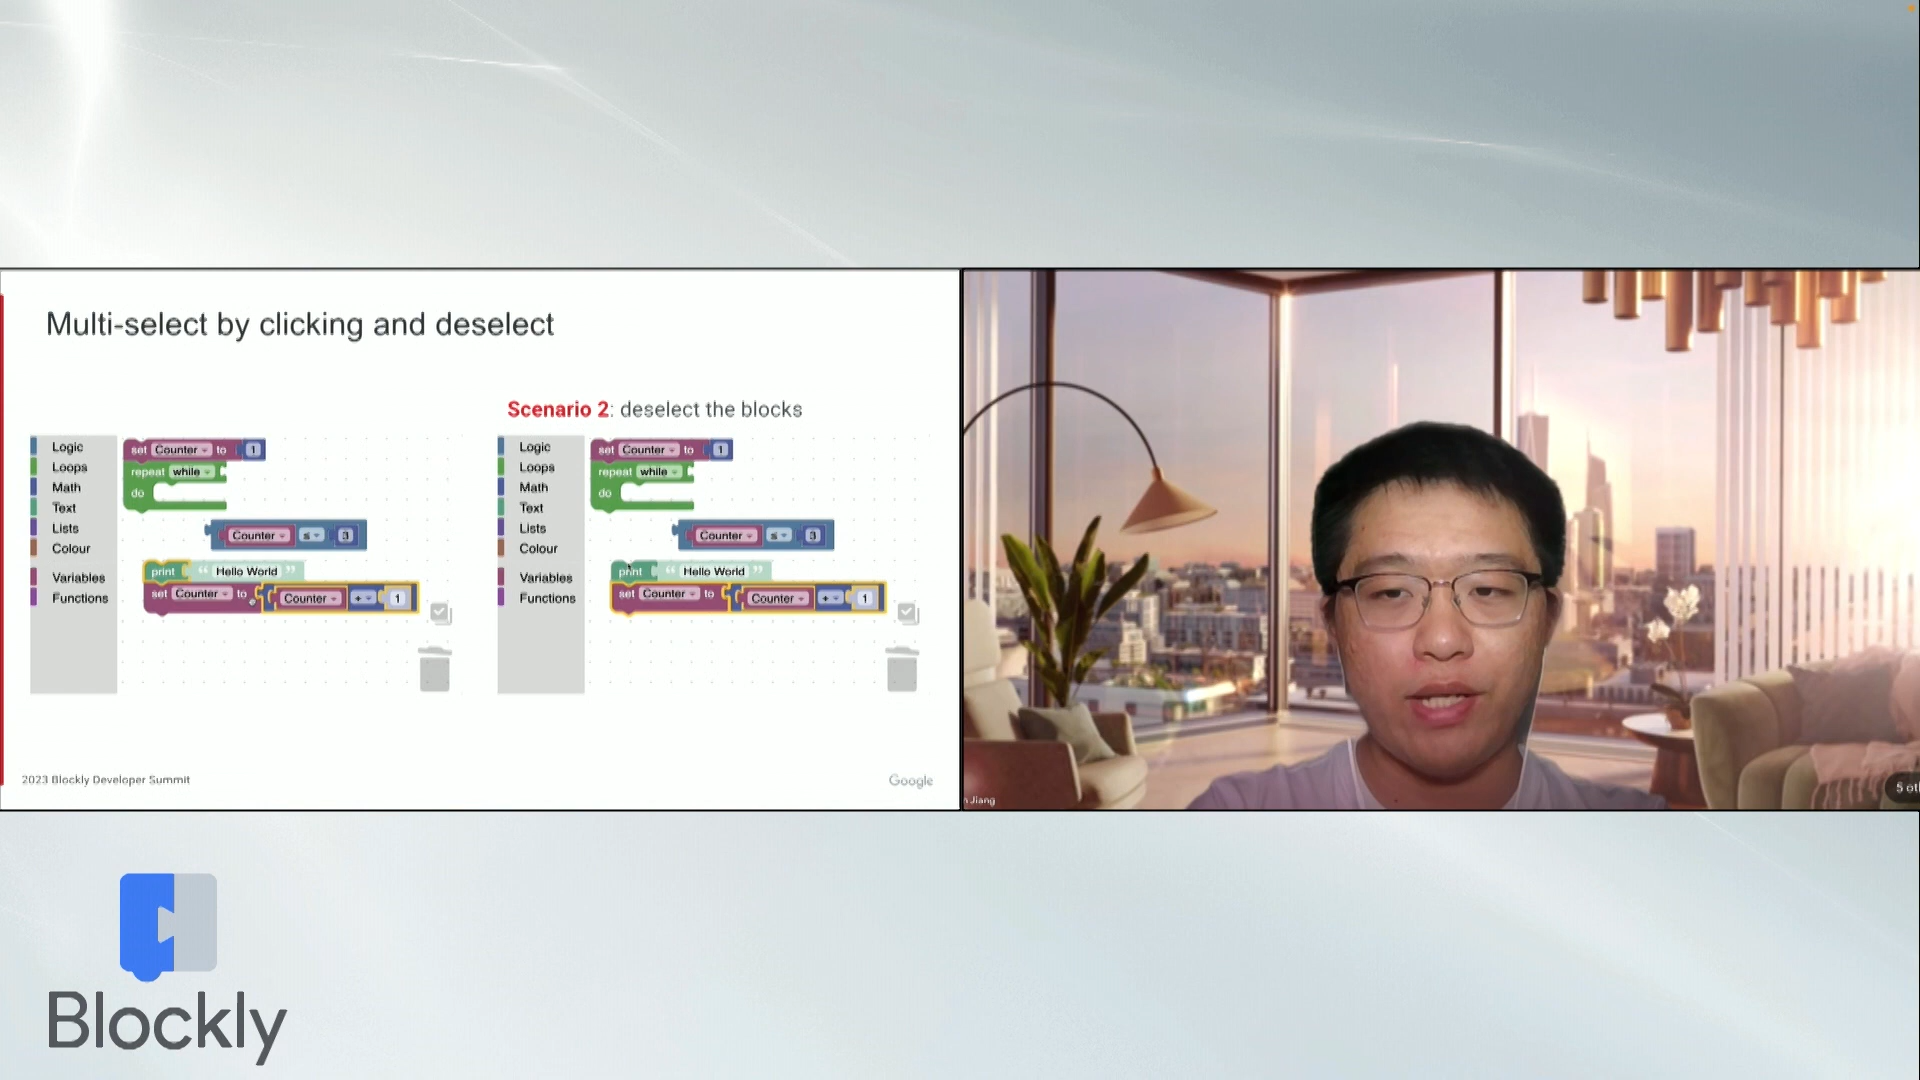 Multi-select by clicking and deselect
Scenario 2: deselect the blocks
Logic
Loops
Math
Text
Lists
Colour
Variables
Functions
set Counter to 1
repeat while
do
Counter ≤ 3
print “ Hello World ”
set Counter to Counter + 1
Logic
Loops
Math
Text
Lists
Colour
Variables
Functions
set Counter to 1
repeat while
do
Counter ≤ 3
print “ Hello World ”
set Counter to Counter + 1
2023 Blockly Developer Summit
Google
Jiang
5
Blockly